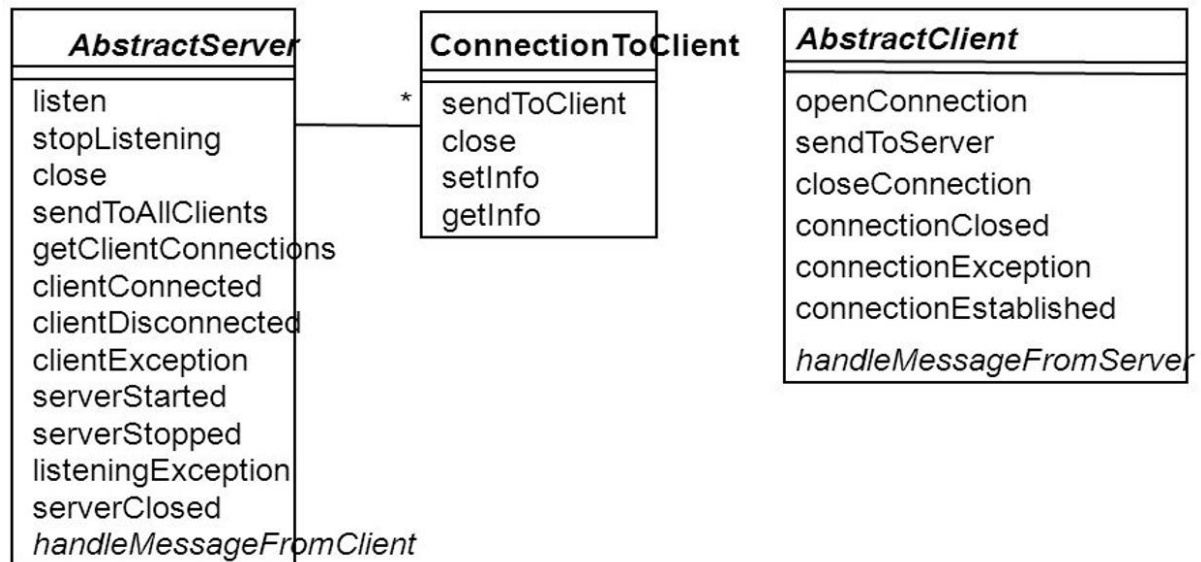 AbstractServer
listen
stopListening
close
sendToAllClients
getClientConnections
clientConnected
clientDisconnected
clientException
serverStarted
serverStopped
listeningException
serverClosed
handleMessageFromClient
*
ConnectionToClient
sendToClient
close
setInfo
getInfo
AbstractClient
openConnection
sendToServer
closeConnection
connectionClosed
connectionException
connectionEstablished
handleMessageFromServer